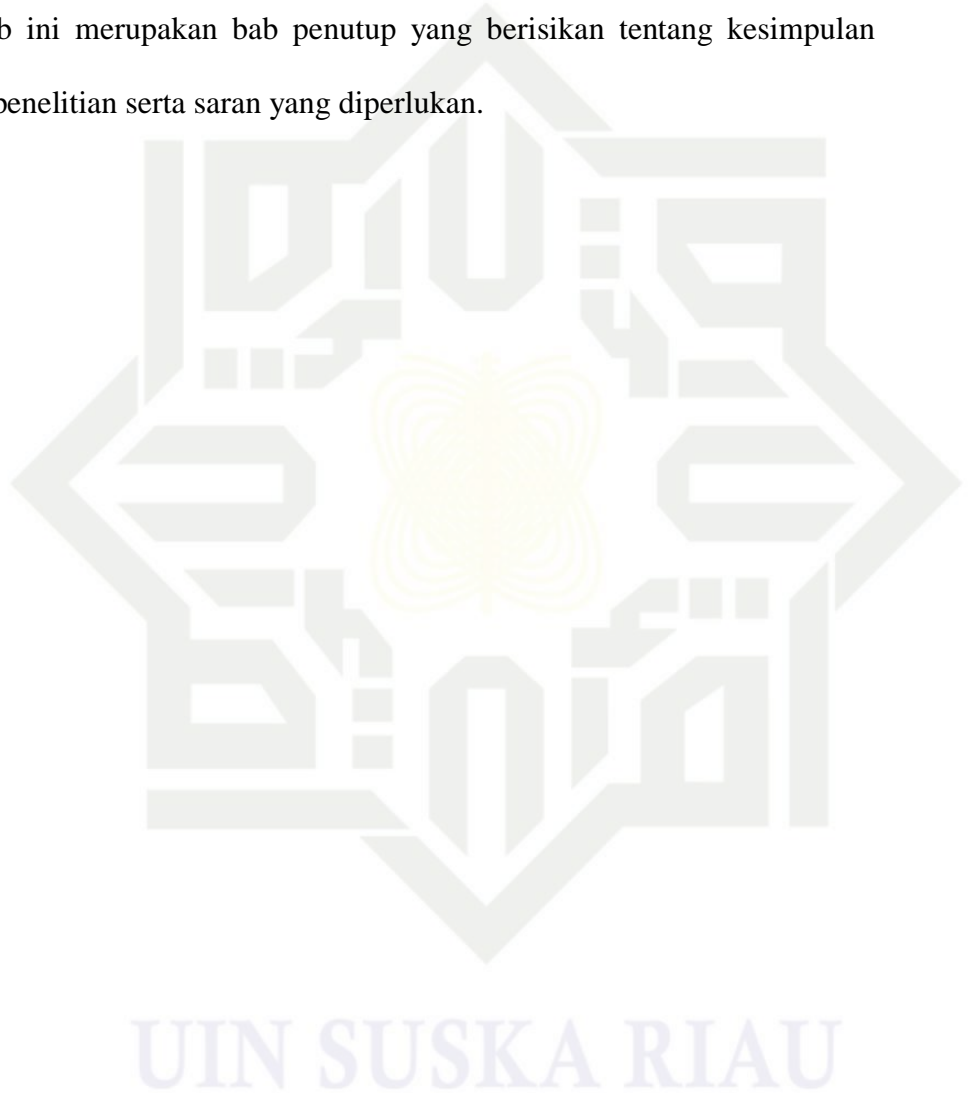 b ini merupakan bab penutup yang berisikan tentang kesimpulan
penelitian serta saran yang diperlukan.
UIN SUSKA RIAU